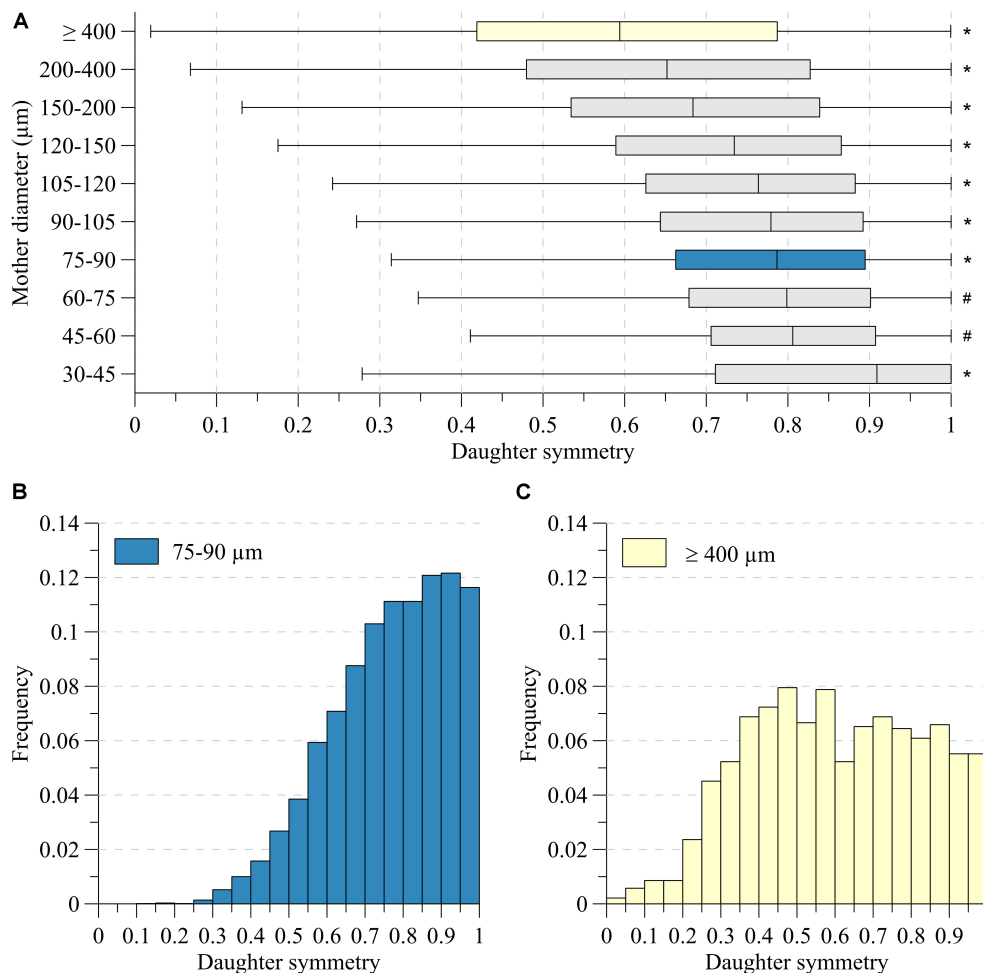 A
Mother diameter (µm)
≥ 400 *
200-400 *
150-200 *
120-150 *
105-120 *
90-105 *
75-90 *
60-75 #
45-60 #
30-45 *
0 0.1 0.2 0.3 0.4 0.5 0.6 0.7 0.8 0.9 1
Daughter symmetry
B
Frequency
0.14
0.12
0.1
0.08
0.06
0.04
0.02
0
75-90 µm
0 0.1 0.2 0.3 0.4 0.5 0.6 0.7 0.8 0.9 1
Daughter symmetry
C
Frequency
0.14
0.12
0.1
0.08
0.06
0.04
0.02
0
≥ 400 µm
0 0.1 0.2 0.3 0.4 0.5 0.6 0.7 0.8 0.9
Daughter symmetry